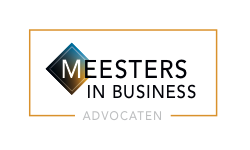 MEESTERS
IN BUSINESS
ADVOCATEN